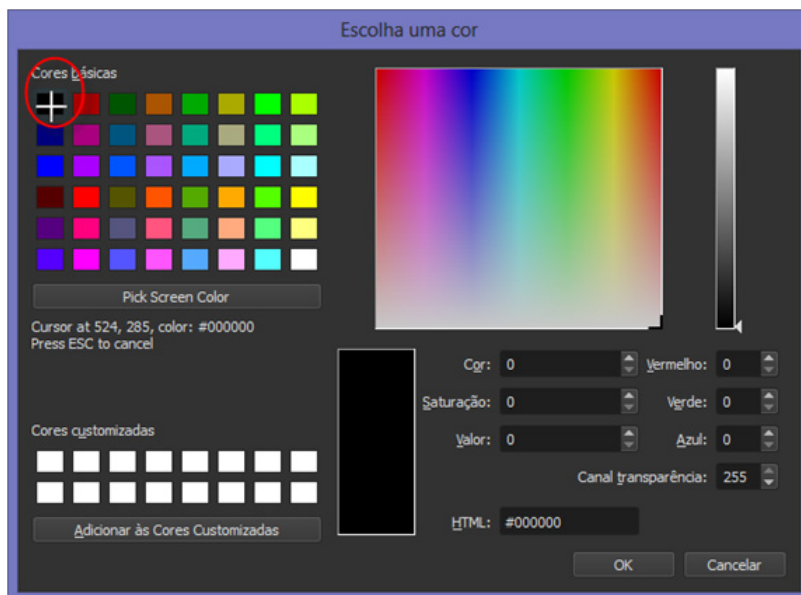 Escolha uma cor
Cores básicas
Pick Screen Color
Cursor at 524, 285, color: #000000
Press ESC to cancel
Cor: 0
Vermelho: 0
Saturação: 0
Verde: 0
Valor: 0
Azul: 0
Canal transparência: 255
HTML: #000000
Cores customizadas
Adicionar às Cores Customizadas
OK
Cancelar